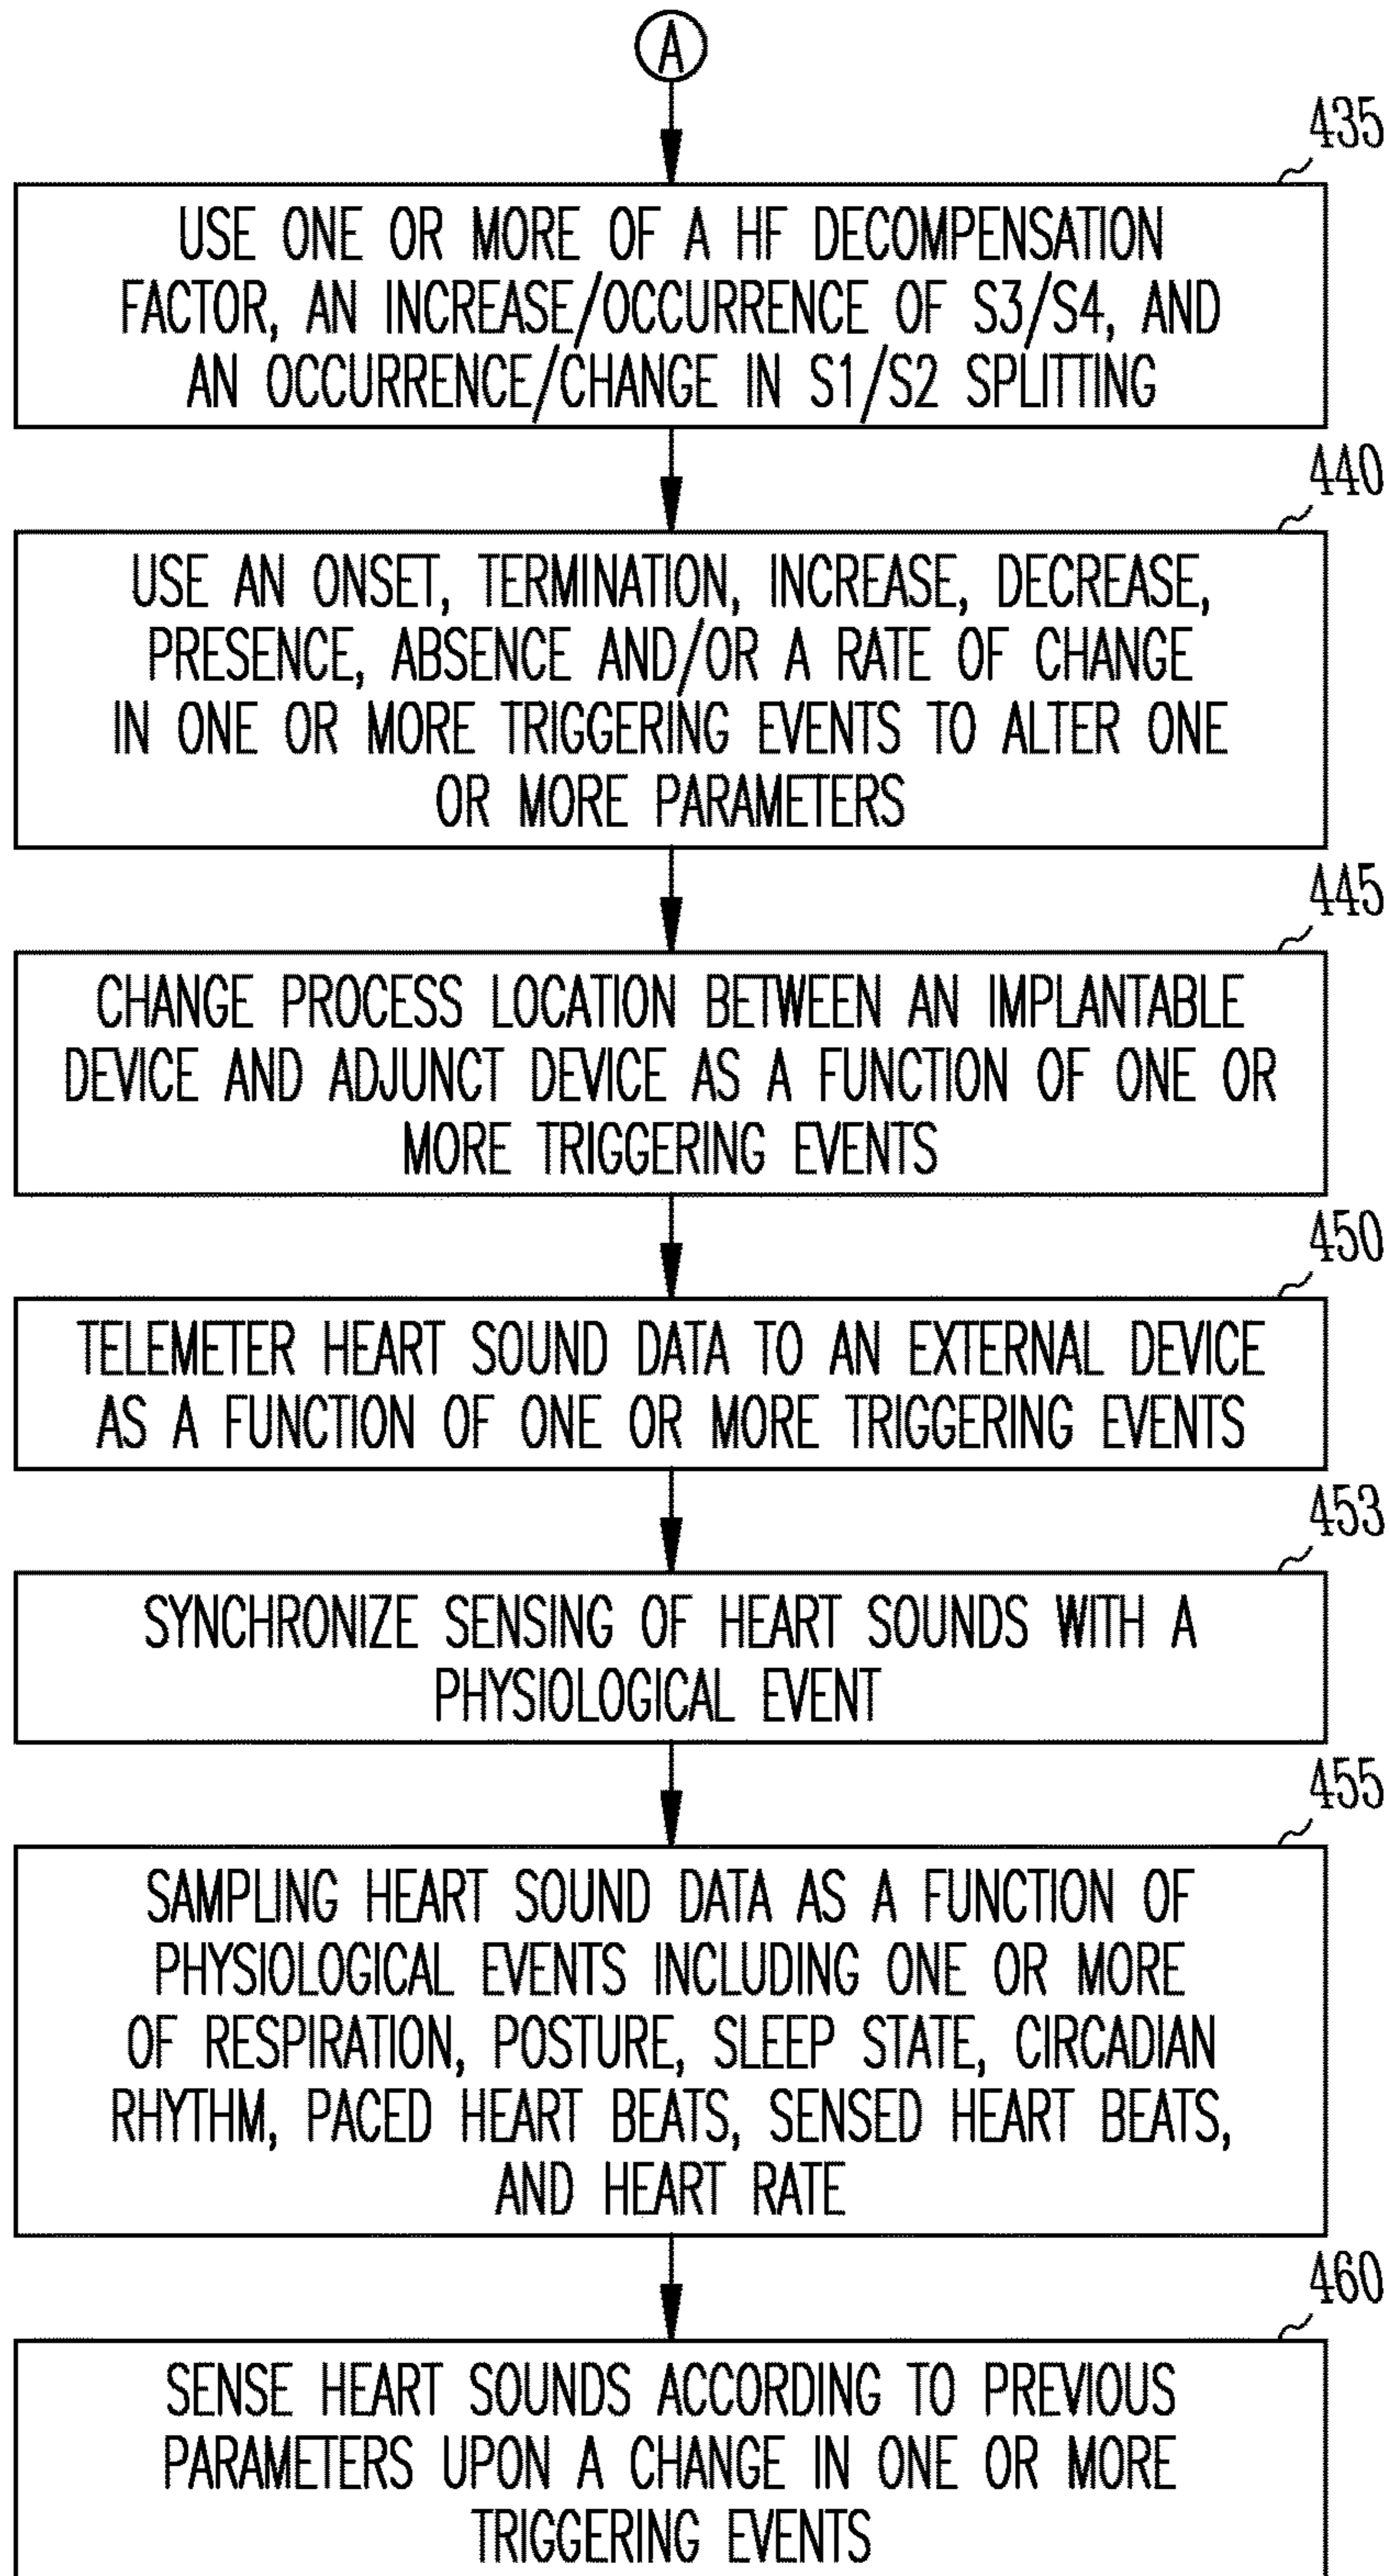 A
435
USE ONE OR MORE OF A HF DECOMPENSATION
FACTOR, AN INCREASE/OCCURRENCE OF S3/S4, AND
AN OCCURRENCE/CHANGE IN S1/S2 SPLITTING
440
USE AN ONSET, TERMINATION, INCREASE, DECREASE,
PRESENCE, ABSENCE AND/OR A RATE OF CHANGE
IN ONE OR MORE TRIGGERING EVENTS TO ALTER ONE
OR MORE PARAMETERS
445
CHANGE PROCESS LOCATION BETWEEN AN IMPLANTABLE
DEVICE AND ADJUNCT DEVICE AS A FUNCTION OF ONE OR
MORE TRIGGERING EVENTS
450
TELEMETER HEART SOUND DATA TO AN EXTERNAL DEVICE
AS A FUNCTION OF ONE OR MORE TRIGGERING EVENTS
453
SYNCHRONIZE SENSING OF HEART SOUNDS WITH A
PHYSIOLOGICAL EVENT
455
SAMPLING HEART SOUND DATA AS A FUNCTION OF
PHYSIOLOGICAL EVENTS INCLUDING ONE OR MORE
OF RESPIRATION, POSTURE, SLEEP STATE, CIRCADIAN
RHYTHM, PACED HEART BEATS, SENSED HEART BEATS,
AND HEART RATE
460
SENSE HEART SOUNDS ACCORDING TO PREVIOUS
PARAMETERS UPON A CHANGE IN ONE OR MORE
TRIGGERING EVENTS